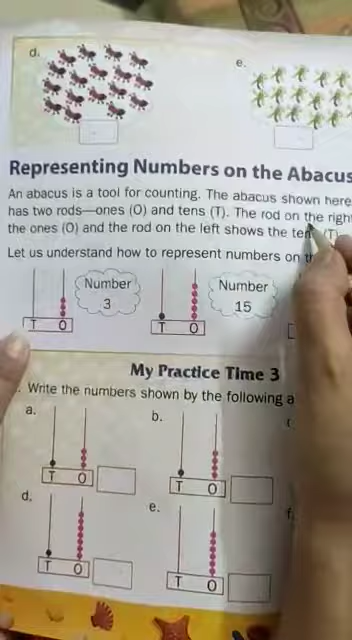 d.
e.
Representing Numbers on the Abacus
An abacus is a tool for counting. The abacus shown here
has two rods—ones (O) and tens (T). The rod on the right
the ones (O) and the rod on the left shows the ten (T)
Let us understand how to represent numbers on
Number
3
Number
15
T O
T O
My Practice Time 3
. Write the numbers shown by the following a
a.
b.
T O
T O
d.
e.
f.
T O
T O